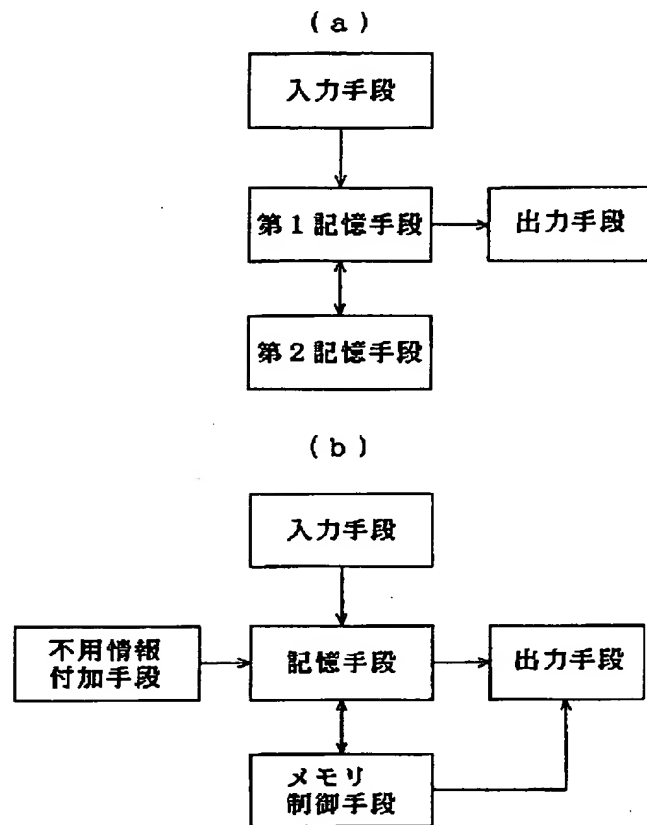 (a)
入力手段
第1記憶手段
出力手段
第2記憶手段
(b)
入力手段
不用情報
付加手段
記憶手段
出力手段
メモリ
制御手段